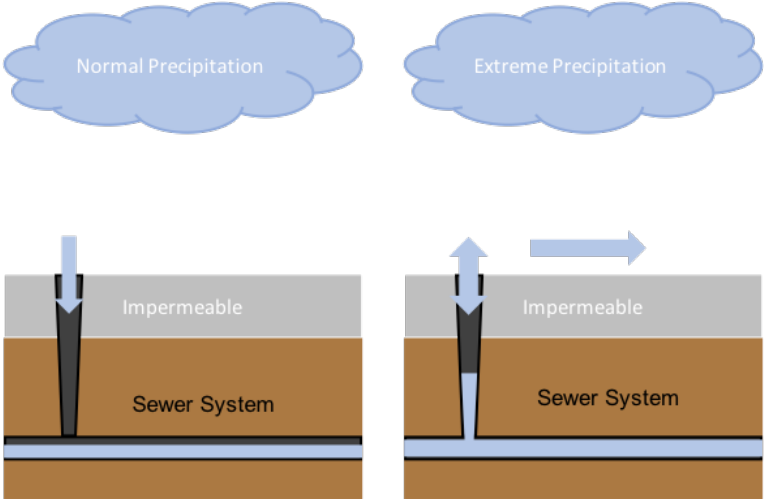 Normal Precipitation
Extreme Precipitation
Impermeable
Impermeable
Sewer System
Sewer System